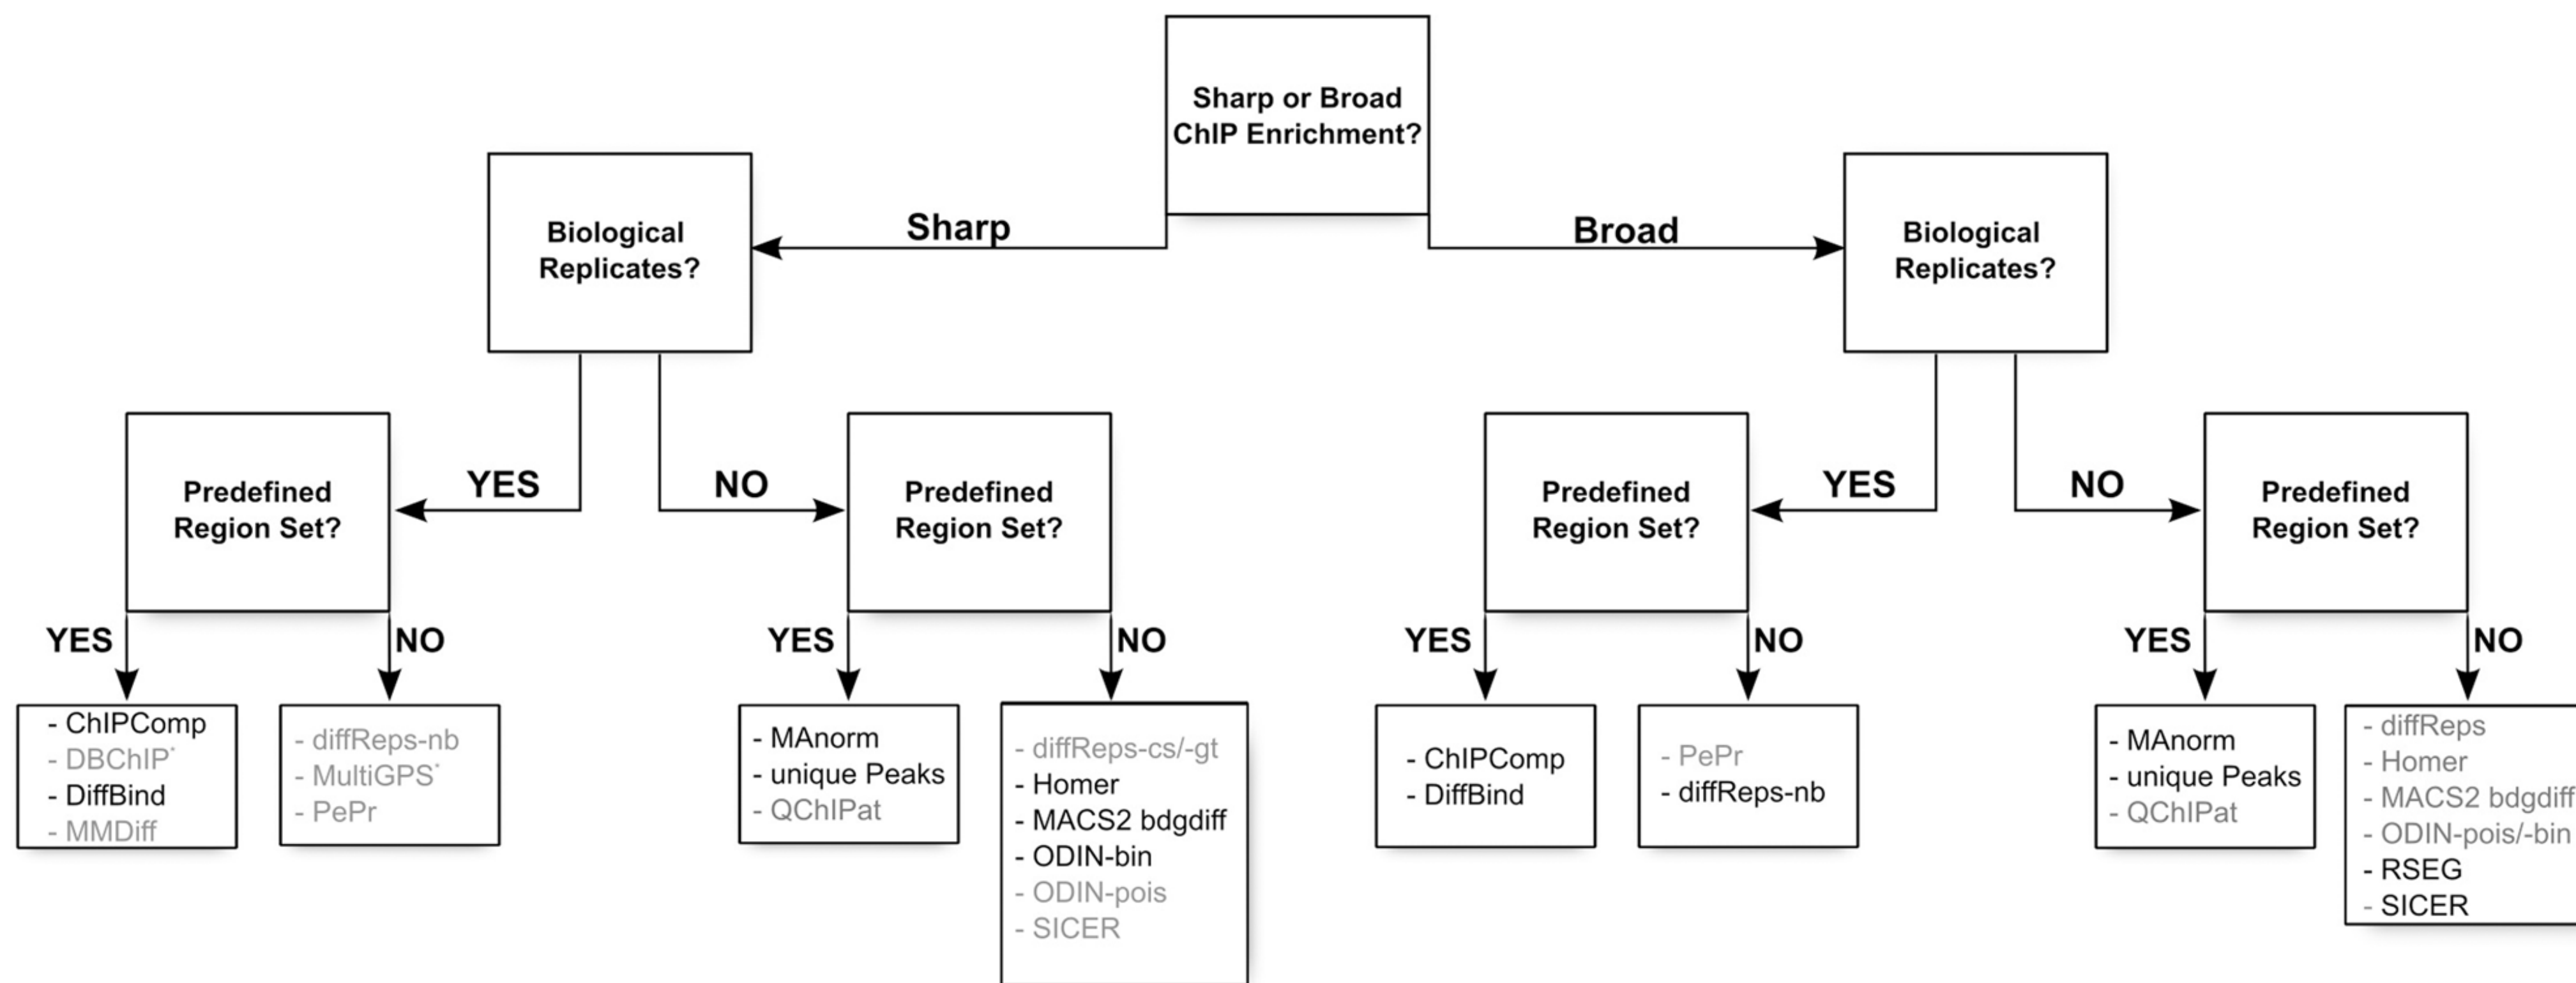 Sharp or Broad
ChIP Enrichment?
Sharp
Broad
Biological
Replicates?
Biological
Replicates?
YES
NO
YES
NO
Predefined
Region Set?
Predefined
Region Set?
Predefined
Region Set?
Predefined
Region Set?
YES
NO
YES
NO
YES
NO
YES
NO
- ChIPComp
- DBChIP*
- DiffBind
- MMDiff
- diffReps-nb
- MultiGPS*
- PePr
- MAnorm
- unique Peaks
- QChIPat
- diffReps-cs/-gt
- Homer
- MACS2 bdgdiff
- ODIN-bin
- ODIN-pois
- SICER
- ChIPComp
- DiffBind
- PePr
- diffReps-nb
- MAnorm
- unique Peaks
- QChIPat
- diffReps
- Homer
- MACS2 bdgdiff
- ODIN-pois/-bin
- RSEG
- SICER